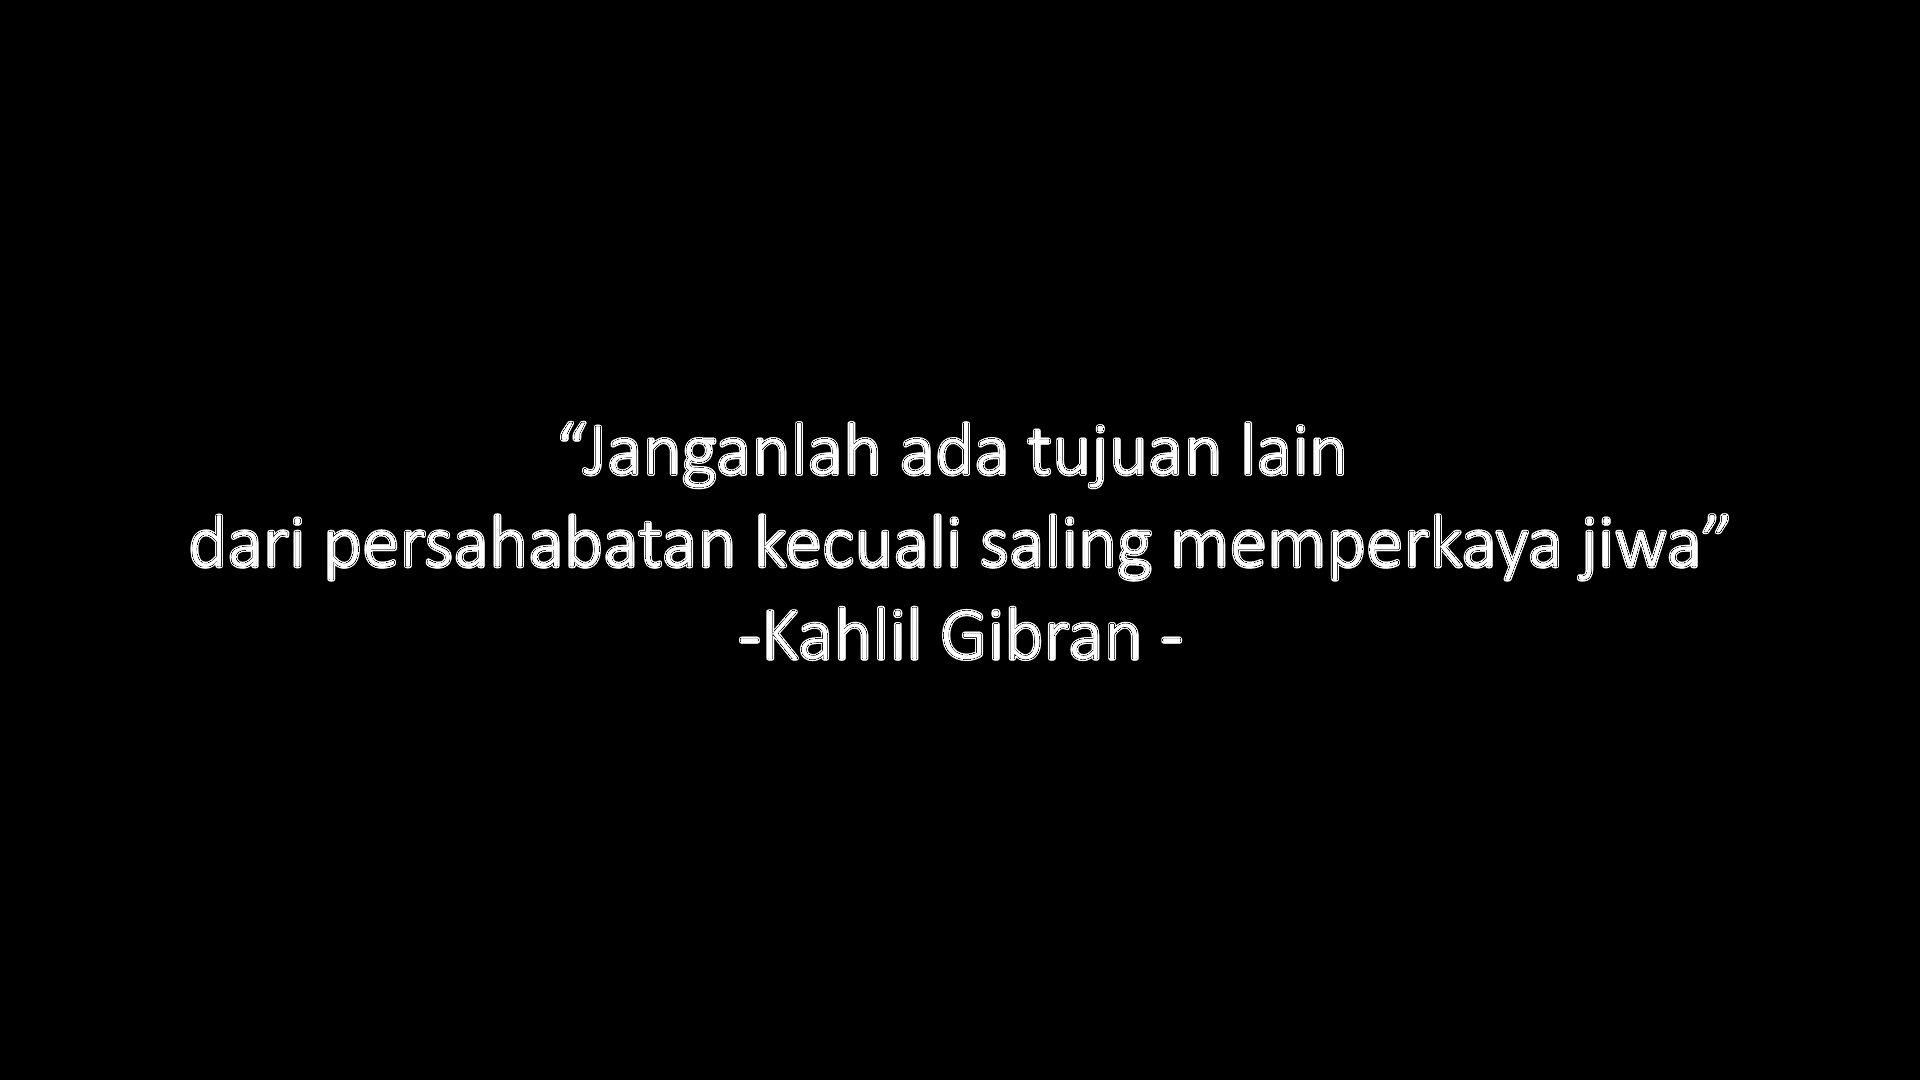 “Janganlah ada tujuan lain
dari persahabatan kecuali saling memperkaya jiwa”
-Kahlil Gibran -